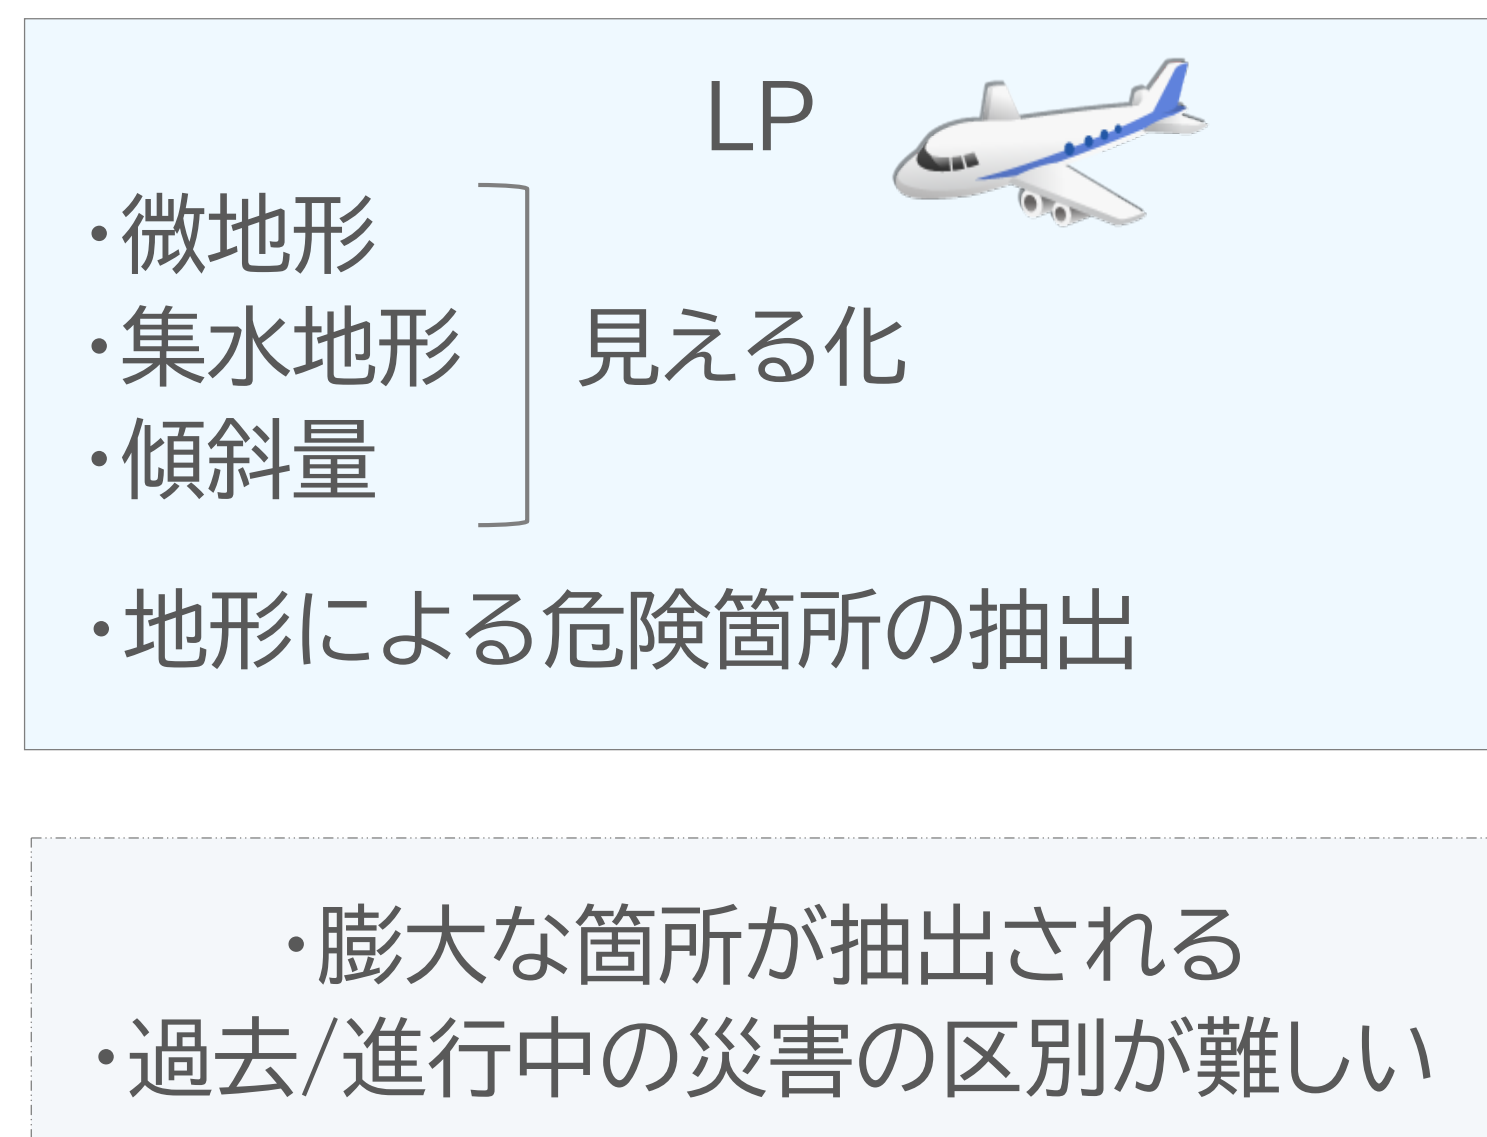 LP
・微地形
・集水地形
見える化
・傾斜量
・地形による危険箇所の抽出
・膨大な箇所が抽出される
・過去/進行中の災害の区別が難しい